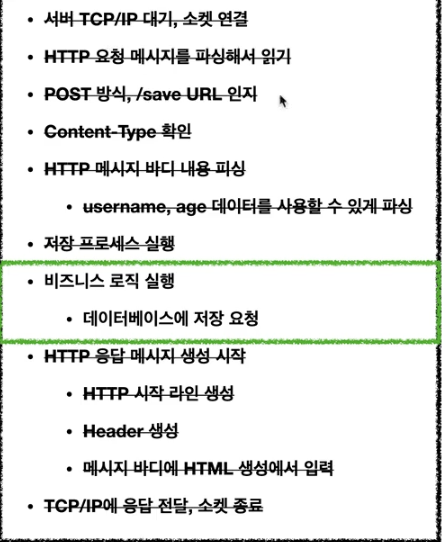 • 서버 TCP/IP 대기, 소켓 연결
• HTTP 요청 메시지를 파싱해서 읽기
• POST 방식, /save URL 인지
• Content-Type 확인
• HTTP 메시지 바디 내용 파싱
• username, age 데이터를 사용할 수 있게 파싱
• 저장 프로세스 실행
• 비즈니스 로직 실행
• 데이터베이스에 저장 요청
• HTTP 응답 메시지 생성 시작
• HTTP 시작 라인 생성
• Header 생성
• 메시지 바디에 HTML 생성에서 입력
• TCP/IP에 응답 전달, 소켓 종료